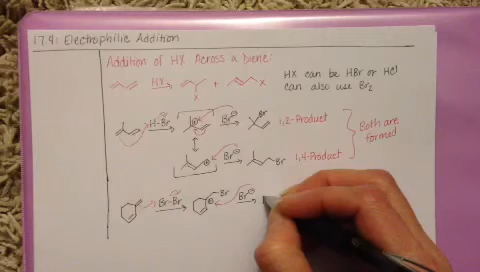 17.4: Electrophilic Addition
Addition of HX Across a Diene:
HX
X
+
X
HX can be HBr or HCl
can also use Br2
H-Br
Br⊖
Br
1,2-Product
Both are
formed
Br⊖
Br
1,4-Product
Br-Br
Br
Br⊖